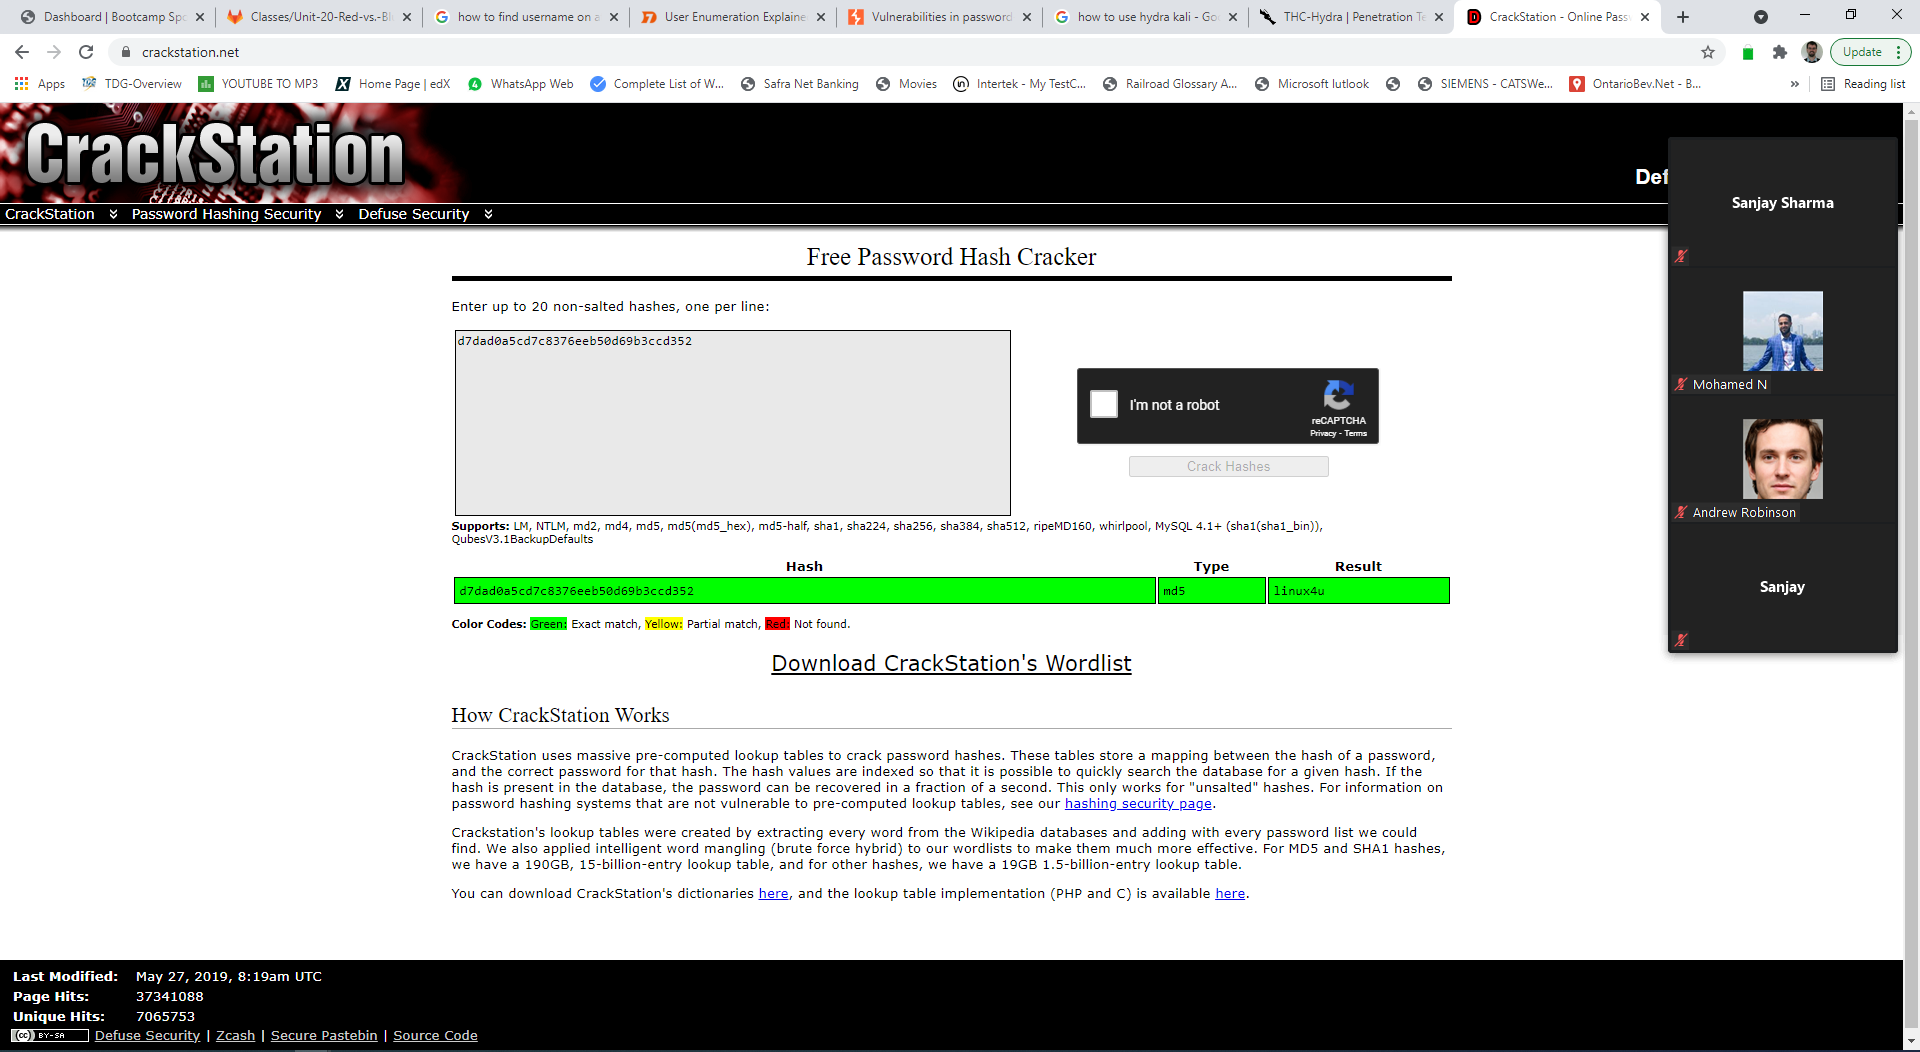 Dashboard | Bootcamp Spo
Classes/Unit-20-Red-vs.-Bl
how to find username on a
User Enumeration Explaine
Vulnerabilities in password
how to use hydra kali - Goo
THC-Hydra | Penetration Te
CrackStation - Online Pass
crackstation.net
Update
Apps
TDG-Overview
YOUTUBE TO MP3
Home Page | edX
WhatsApp Web
Complete List of W...
Safra Net Banking
Movies
Intertek - My TestC...
Railroad Glossary A...
Microsoft Iutlook
SIEMENS - CATSWe...
OntarioBev.Net - B...
Reading list
CrackStation
Def
CrackStation
Password Hashing Security
Defuse Security
Sanjay Sharma
Mohamed N
Andrew Robinson
Sanjay
Free Password Hash Cracker
Enter up to 20 non-salted hashes, one per line:
d7dad0a5cd7c8376eeb50d69b3ccd352
I'm not a robot
reCAPTCHA
Privacy - Terms
Crack Hashes
Supports: LM, NTLM, md2, md4, md5, md5(md5_hex), md5-half, sha1, sha224, sha256, sha384, sha512, ripeMD160, whirlpool, MySQL 4.1+ (sha1(sha1_bin)),
QubesV3.1BackupDefaults
Hash Type Result
d7dad0a5cd7c8376eeb50d69b3ccd352 md5 linux4u
Color Codes: Green: Exact match, Yellow: Partial match, Red: Not found.
Download CrackStation's Wordlist
How CrackStation Works
CrackStation uses massive pre-computed lookup tables to crack password hashes. These tables store a mapping between the hash of a password,
and the correct password for that hash. The hash values are indexed so that it is possible to quickly search the database for a given hash. If the
hash is present in the database, the password can be recovered in a fraction of a second. This only works for "unsalted" hashes. For information on
password hashing systems that are not vulnerable to pre-computed lookup tables, see our hashing security page.
Crackstation's lookup tables were created by extracting every word from the Wikipedia databases and adding with every password list we could
find. We also applied intelligent word mangling (brute force hybrid) to our wordlists to make them much more effective. For MD5 and SHA1 hashes,
we have a 190GB, 15-billion-entry lookup table, and for other hashes, we have a 19GB 1.5-billion-entry lookup table.
You can download CrackStation's dictionaries here, and the lookup table implementation (PHP and C) is available here.
Last Modified: May 27, 2019, 8:19am UTC
Page Hits: 37341088
Unique Hits: 7065753
(cc) BY-SA Defuse Security | Zcash | Secure Pastebin | Source Code